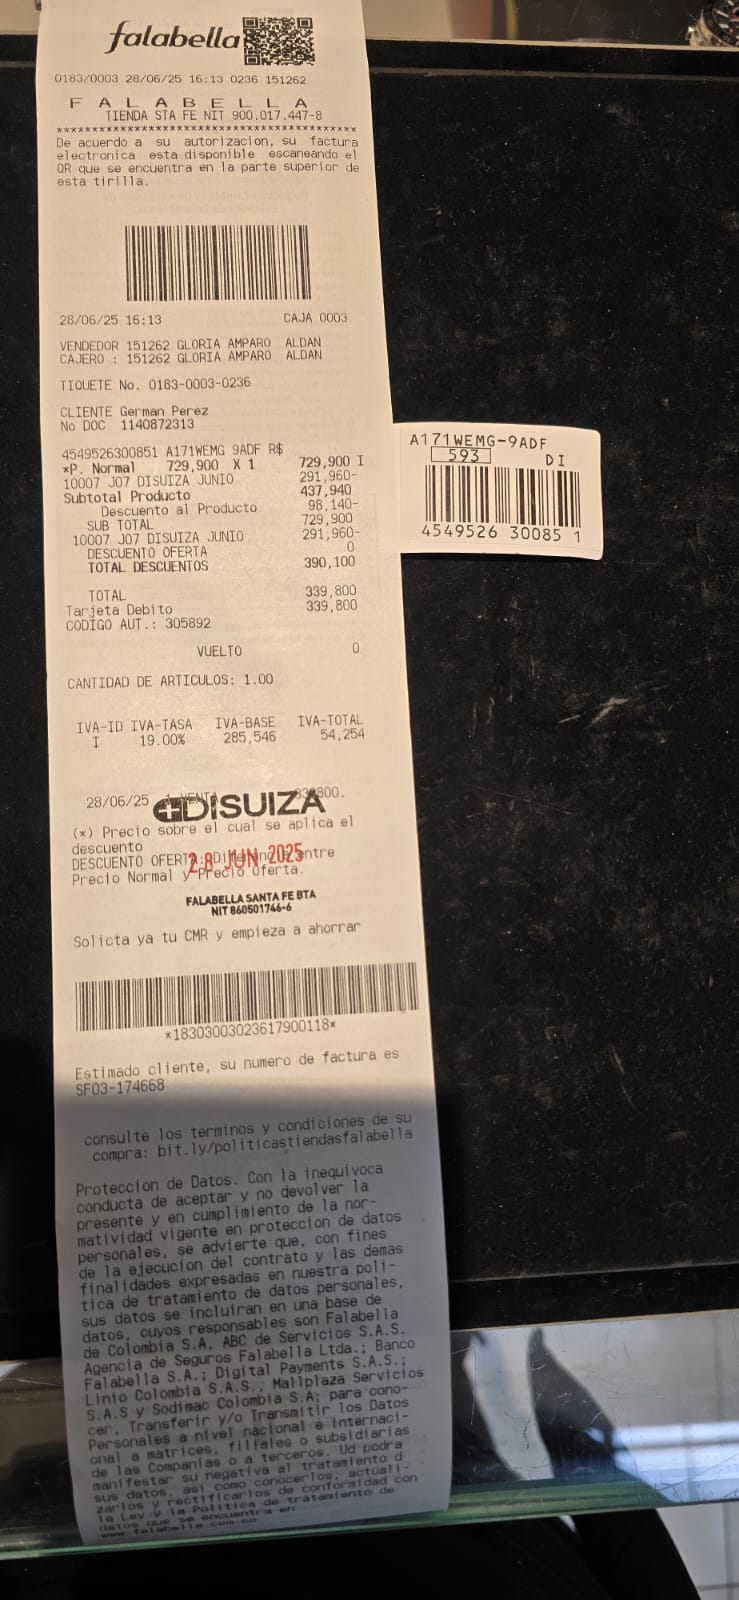 falabella
0183/0003 28/06/25 16:13 0236 151262
F A L A B E L L A
TIENDA STA FE NIT 900.017.447-8
****************************************
De acuerdo a su autorizacion, su factura
electronica esta disponible escaneando el
QR que se encuentra en la parte superior de
esta tirilla.
28/06/25 16:13 CAJA 0003
VENDEDOR 151262 GLORIA AMPARO ALDAN
CAJERO : 151262 GLORIA AMPARO ALDAN
TIQUETE No. 0183-0003-0236
CLIENTE German Perez
No DOC 1140872313
4549526300851 A171WEMG 9ADF R$
*P. Normal 729,900 X 1 729,900 I
10007 J07 DISUIZA JUNIO 291,960-
Subtotal Producto 437,940
Descuento al Producto 98,140-
SUB TOTAL 729,900
10007 J07 DISUIZA JUNIO 291,960-
DESCUENTO OFERTA 0
TOTAL DESCUENTOS 390,100
TOTAL 339,800
Tarjeta Debito 339,800
CODIGO AUT.: 305892
VUELTO 0
CANTIDAD DE ARTICULOS: 1.00
IVA-ID IVA-TASA IVA-BASE IVA-TOTAL
I 19.00% 285,546 54,254
28/06/25
DISUIZA
(*) Precio sobre el cual se aplica el
descuento
DESCUENTO OFERTA: Diferencia entre
28 JUN 2025
Precio Normal y Precio Oferta.
FALABELLA SANTA FE BTA
NIT 860501746-6
Solicta ya tu CMR y empieza a ahorrar
*18303003023617900118*
Estimado cliente, su numero de factura es
SF03-174668
consulte los terminos y condiciones de su
compra: bit.ly/politicastiendasfalabella
Proteccion de Datos. Con la inequivoca
conducta de aceptar y no devolver la
presente y en cumplimiento de la nor-
matividad vigente en proteccion de datos
personales, se advierte que, con fines
de la ejecucion del contrato y las demas
finalidades expresadas en nuestra poli-
tica de tratamiento de datos personales,
sus datos se incluiran en una base de
datos, cuyos responsables son Falabella
de Colombia S.A, ABC de Servicios S.A.S.
Agencia de Seguros Falabella Ltda.; Banco
Falabella S.A.; Digital Payments S.A.S.;
Linio Colombia S.A.S., Mallplaza Servicios
S.A.S y Sodimac Colombia S.A; para cono-
cer, Transferir y/o Transmitir los Datos
Personales a nivel nacional e internaci-
onal a matrices, filiales o subsidiarias
de las Companias o a terceros. Ud podra
manifestar su negativa al tratamiento d
sus datos, asi como conocerlos, actuali-
zarlos y rectificarlos de conformidad con
la Ley y la Politica de tratamiento de
datos que se encuentra en:
www.falabella.com.co
A171WEMG-9ADF
593 DI
4549526 30085 1